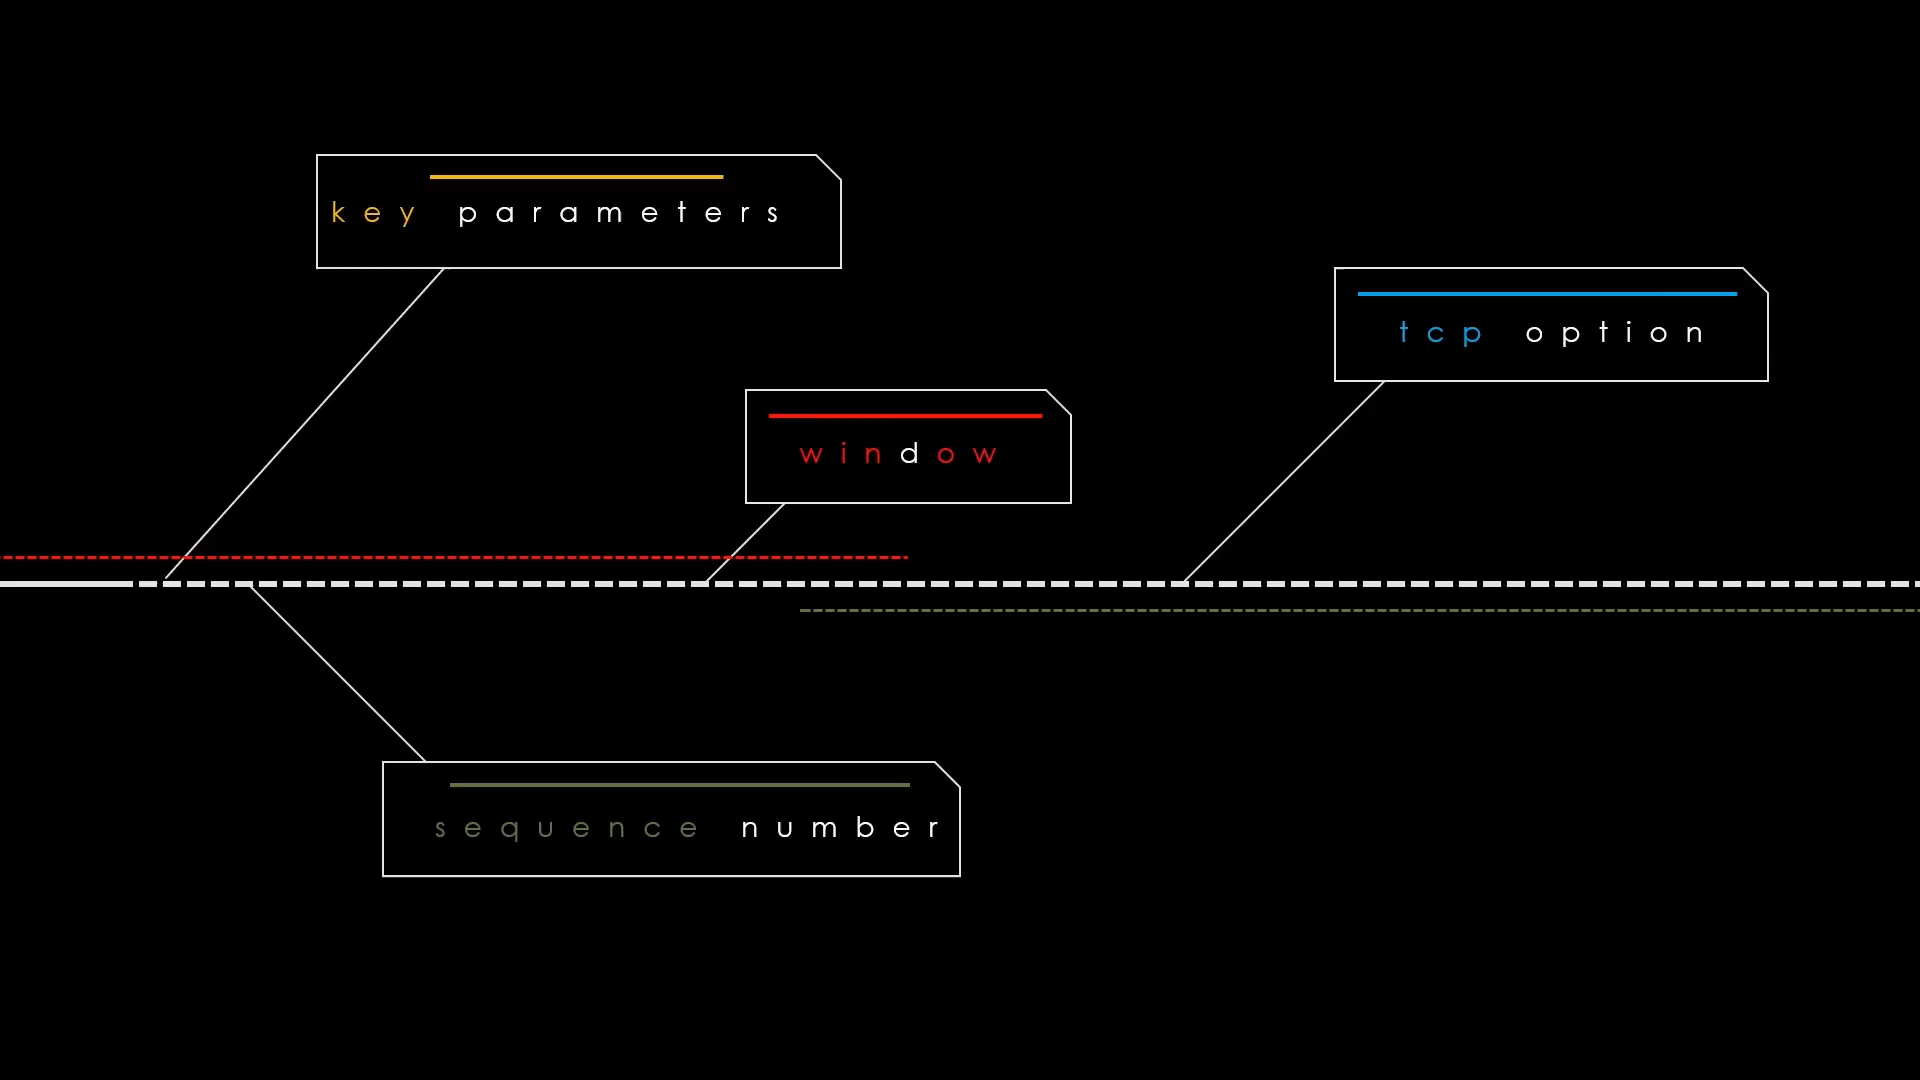 key parameters
tcp option
window
sequence number